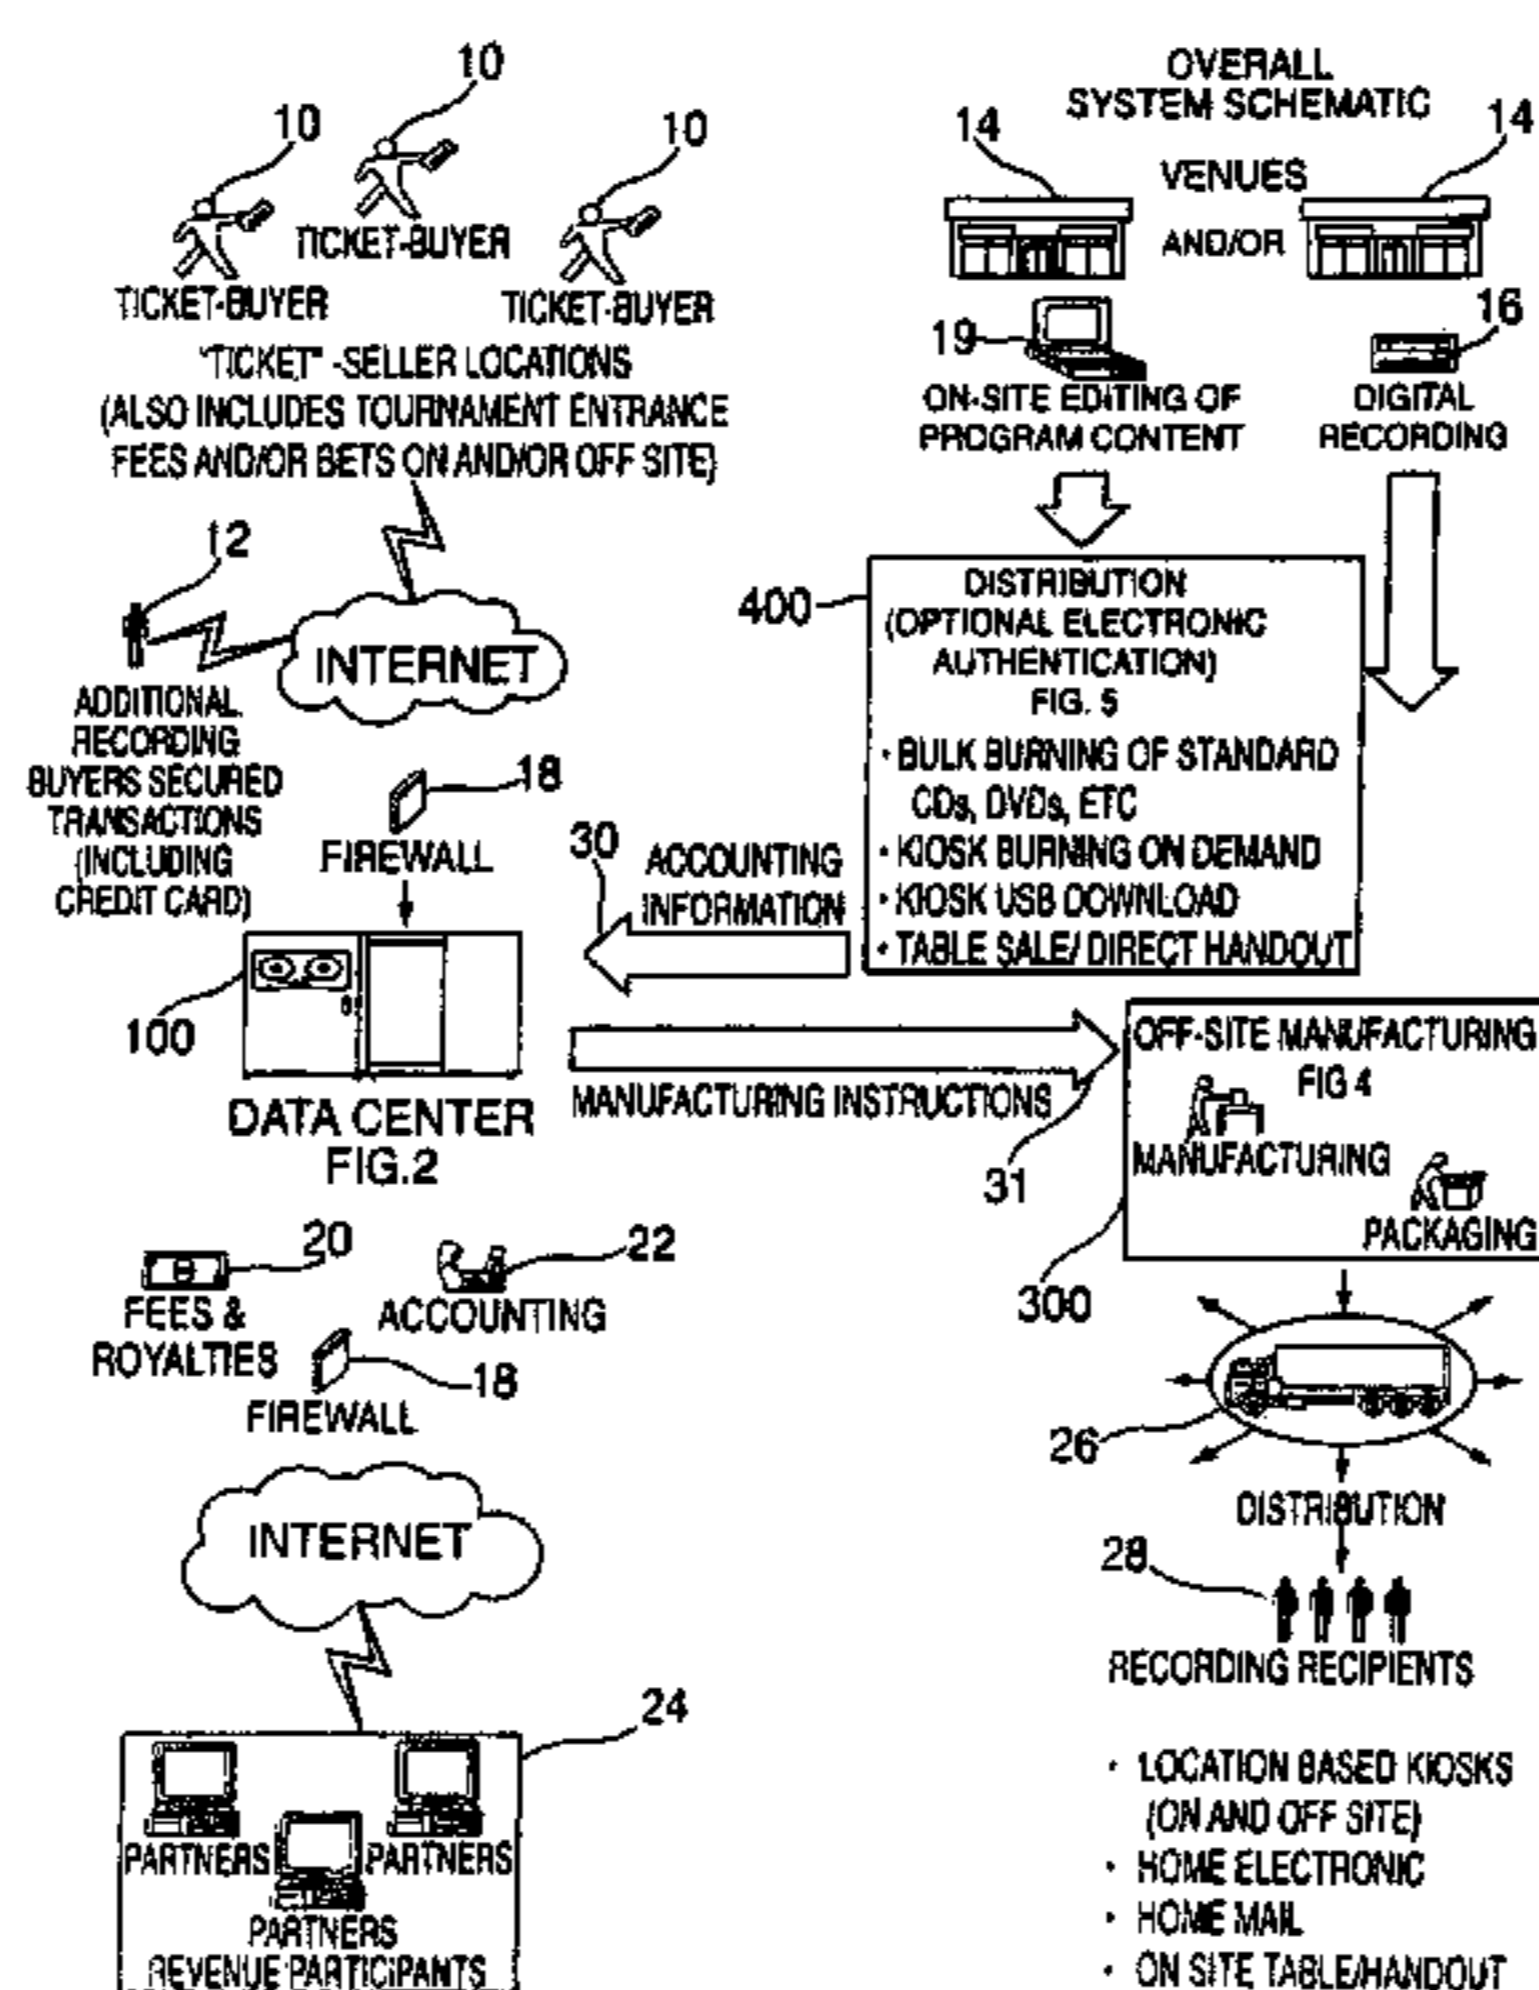 OVERALL
SYSTEM SCHEMATIC
10
10
10
TICKET-BUYER
TICKET-BUYER
TICKET-BUYER
"TICKET" -SELLER LOCATIONS
(ALSO INCLUDES TOURNAMENT ENTRANCE
FEES AND/OR BETS ON AND/OR OFF SITE)
14
14
VENUES
AND/OR
19
16
ON-SITE EDITING OF
PROGRAM CONTENT
DIGITAL
RECORDING
12
INTERNET
ADDITIONAL
RECORDING
BUYERS SECURED
TRANSACTIONS
(INCLUDING
CREDIT CARD)
18
FIREWALL
400
DISTRIBUTION
(OPTIONAL ELECTRONIC
AUTHENTICATION)
FIG. 5
· BULK BURNING OF STANDARD
CDs, DVDs, ETC
· KIOSK BURNING ON DEMAND
· KIOSK USB DOWNLOAD
· TABLE SALE/ DIRECT HANDOUT
30
ACCOUNTING
INFORMATION
100
DATA CENTER
FIG.2
MANUFACTURING INSTRUCTIONS
31
OFF-SITE MANUFACTURING
FIG 4
MANUFACTURING
PACKAGING
300
20
FEES &
ROYALTIES
22
ACCOUNTING
18
FIREWALL
26
DISTRIBUTION
28
RECORDING RECIPIENTS
INTERNET
24
PARTNERS
PARTNERS
PARTNERS
REVENUE PARTICIPANTS
· LOCATION BASED KIOSKS
(ON AND OFF SITE)
· HOME ELECTRONIC
· HOME MAIL
· ON SITE TABLE/HANDOUT